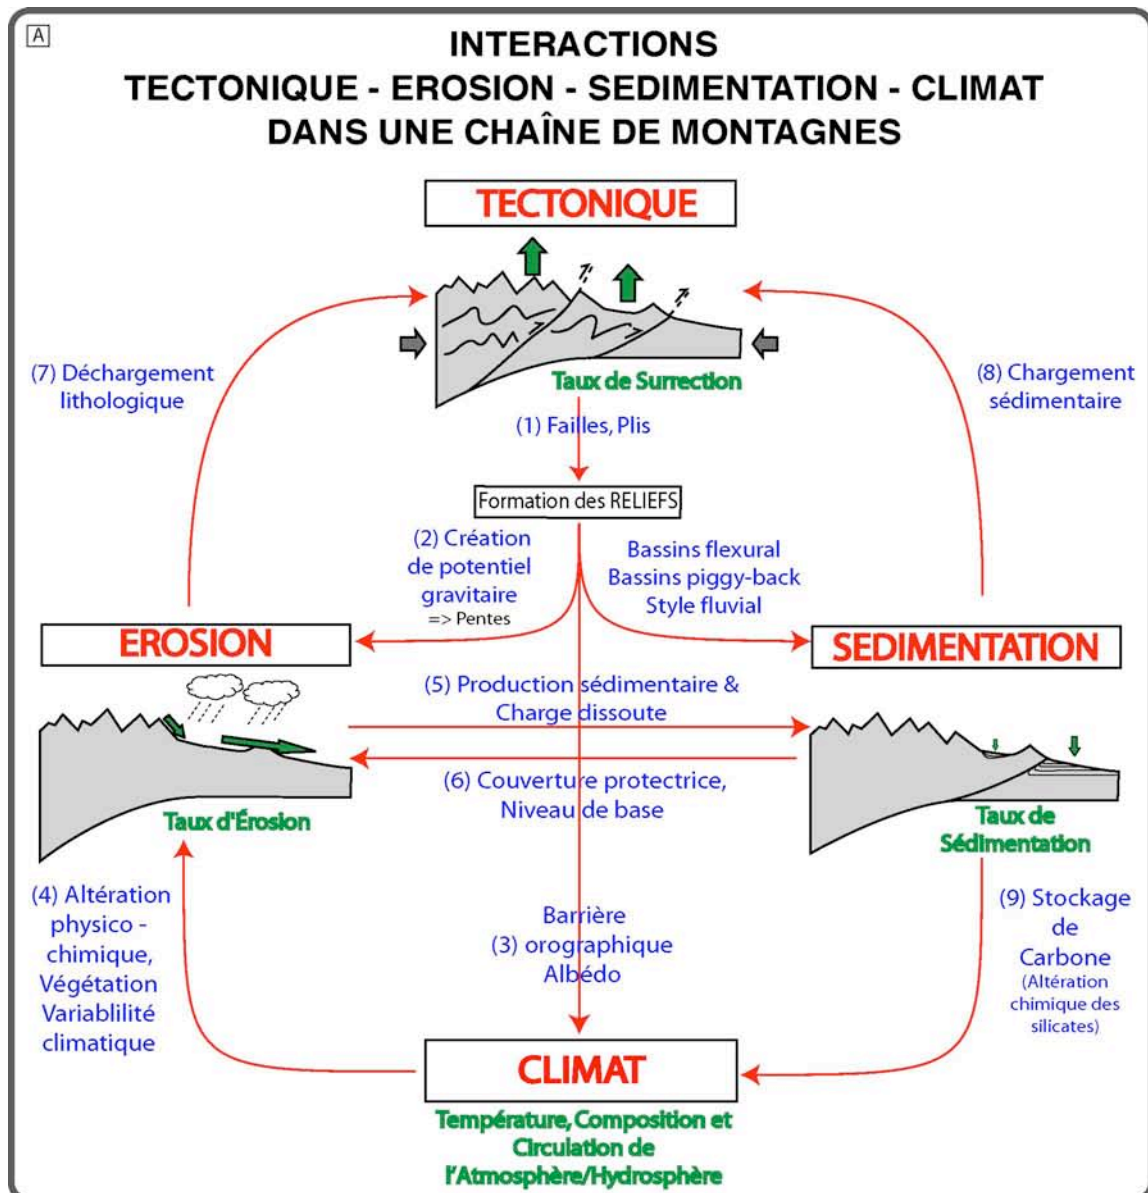 A
INTERACTIONS
TECTONIQUE - EROSION - SEDIMENTATION - CLIMAT
DANS UNE CHAÎNE DE MONTAGNES
TECTONIQUE
Taux de Surrection
(7) Déchargement
lithologique
(8) Chargement
sédimentaire
(1) Failles, Plis
Formation des RELIEFS
(2) Création
de potentiel
gravitaire
=> Pentes
Bassins flexural
Bassins piggy-back
Style fluvial
EROSION
SEDIMENTATION
(5) Production sédimentaire &
Charge dissoute
(6) Couverture protectrice,
Niveau de base
Taux d'Érosion
Taux de
Sédimentation
(4) Altération
physico -
chimique,
Végétation
Variablilité
climatique
Barrière
(3) orographique
Albédo
(9) Stockage
de
Carbone
(Altération
chimique des
silicates)
CLIMAT
Température, Composition et
Circulation de
l'Atmosphère/Hydrosphère